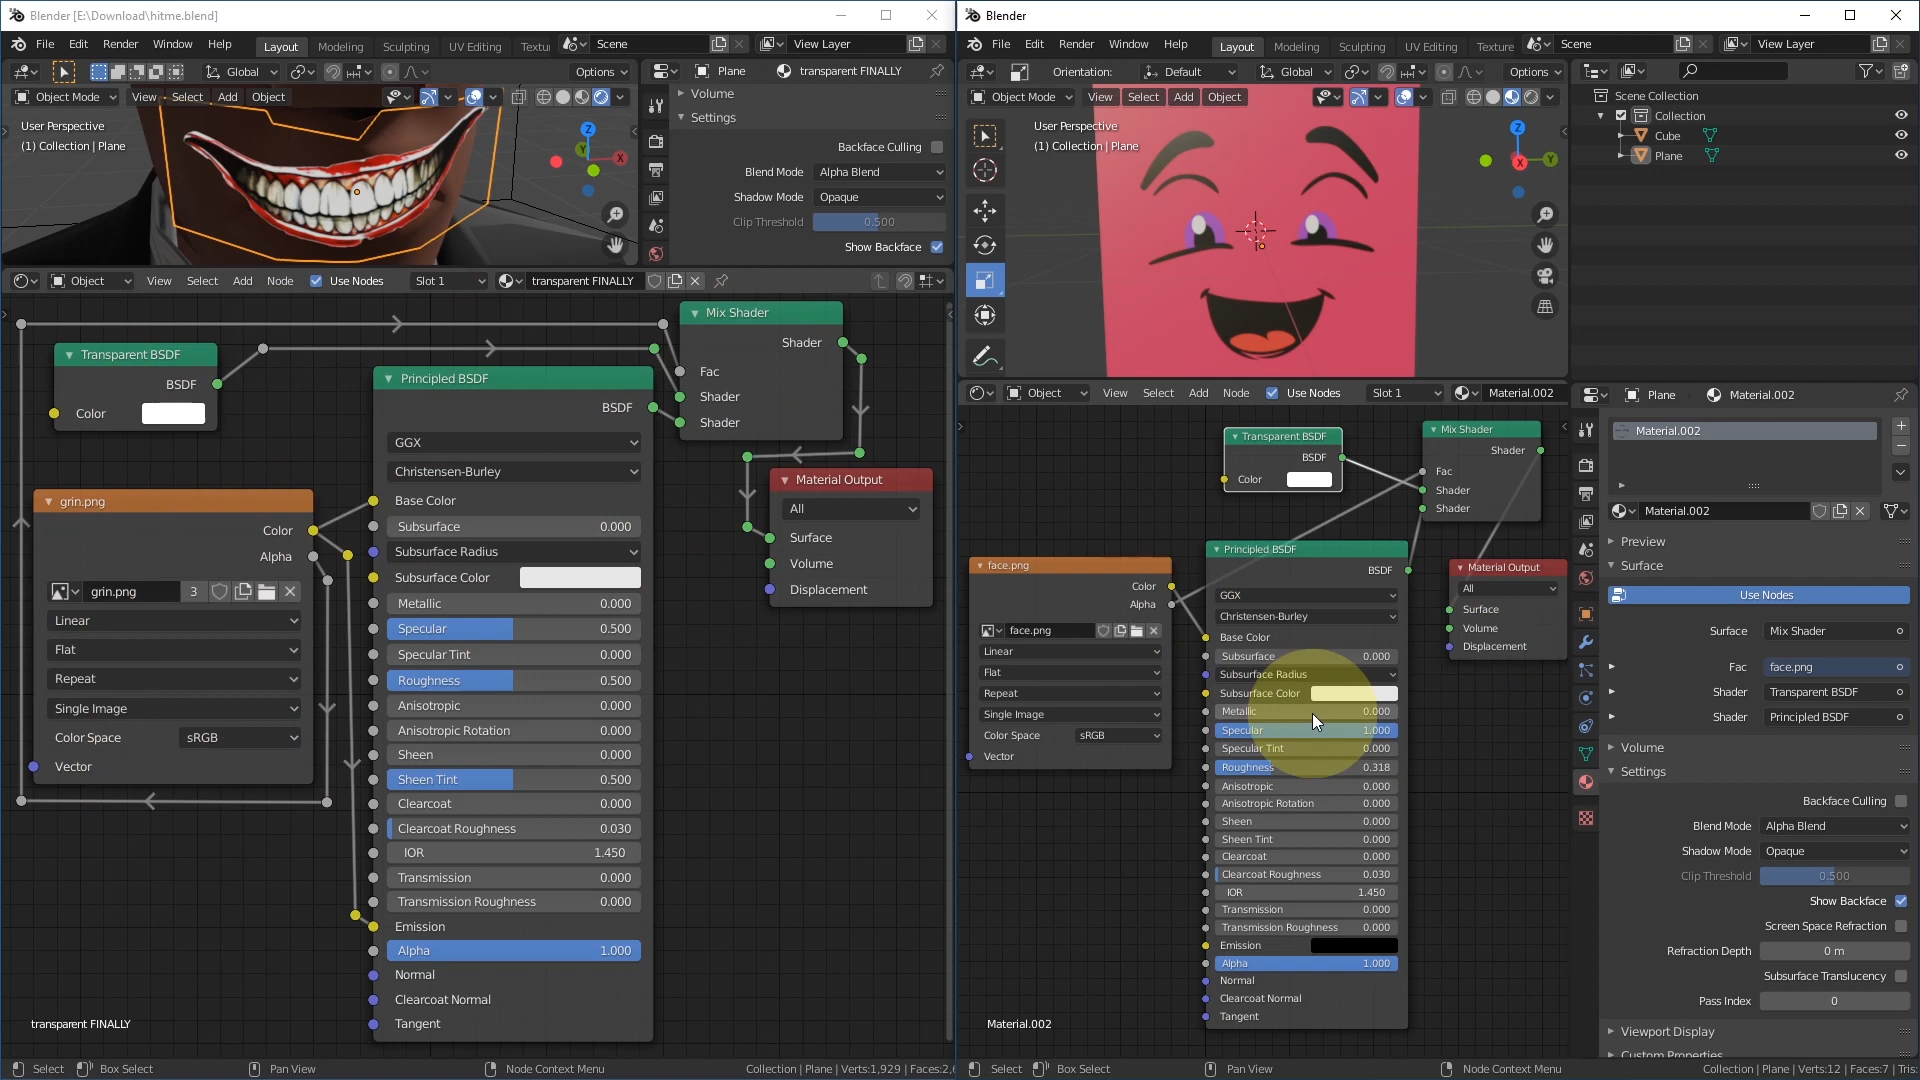 Blender [E:\Download\hitme.blend]
File Edit Render Window Help Layout Modeling Sculpting UV Editing Textu Scene View Layer
Global Options
Object Mode View Select Add Object
User Perspective
(1) Collection | Plane
Z
Y
X
Plane transparent FINALLY
Volume
Settings
Backface Culling
Blend Mode Alpha Blend
Shadow Mode Opaque
Clip Threshold 0.500
Show Backface
Object View Select Add Node Use Nodes Slot 1 transparent FINALLY
Transparent BSDF
BSDF
Color
grin.png
Color
Alpha
grin.png 3
Linear
Flat
Repeat
Single Image
Color Space sRGB
Vector
Principled BSDF
BSDF
GGX
Christensen-Burley
Base Color
Subsurface 0.000
Subsurface Radius
Subsurface Color
Metallic 0.000
Specular 0.500
Specular Tint 0.000
Roughness 0.500
Anisotropic 0.000
Anisotropic Rotation 0.000
Sheen 0.000
Sheen Tint 0.500
Clearcoat 0.000
Clearcoat Roughness 0.030
IOR 1.450
Transmission 0.000
Transmission Roughness 0.000
Emission
Alpha 1.000
Normal
Clearcoat Normal
Tangent
Mix Shader
Shader
Fac
Shader
Shader
Material Output
All
Surface
Volume
Displacement
transparent FINALLY
Select Box Select Pan View Node Context Menu Collection | Plane | Verts:1,929 | Faces:2,
Blender
File Edit Render Window Help Layout Modeling Sculpting UV Editing Texture Scene View Layer
Orientation: Default Global Options
Object Mode View Select Add Object
User Perspective
(1) Collection | Plane
Z
X
Y
Scene Collection
Collection
Cube
Plane
Object View Select Add Node Use Nodes Slot 1 Material.002
Transparent BSDF
BSDF
Color
face.png
Color
Alpha
face.png
Linear
Flat
Repeat
Single Image
Color Space sRGB
Vector
Principled BSDF
BSDF
GGX
Christensen-Burley
Base Color
Subsurface 0.000
Subsurface Radius
Subsurface Color
Metallic 0.000
Specular 1.000
Specular Tint 0.000
Roughness 0.318
Anisotropic 0.000
Anisotropic Rotation 0.000
Sheen 0.000
Sheen Tint 0.000
Clearcoat 0.000
Clearcoat Roughness 0.030
IOR 1.450
Transmission 0.000
Transmission Roughness 0.000
Emission
Alpha 1.000
Normal
Clearcoat Normal
Tangent
Mix Shader
Shader
Fac
Shader
Shader
Material Output
All
Surface
Volume
Displacement
Material.002
Plane Material.002
Material.002
Material.002
Preview
Surface
Use Nodes
Surface Mix Shader
Fac face.png
Shader Transparent BSDF
Shader Principled BSDF
Volume
Settings
Backface Culling
Blend Mode Alpha Blend
Shadow Mode Opaque
Clip Threshold 0.500
Show Backface
Screen Space Refraction
Refraction Depth 0 m
Subsurface Translucency
Pass Index 0
Viewport Display
Custom Properties
Select Box Select Pan View Node Context Menu Collection | Plane | Verts:12 | Faces:7 | Tris: